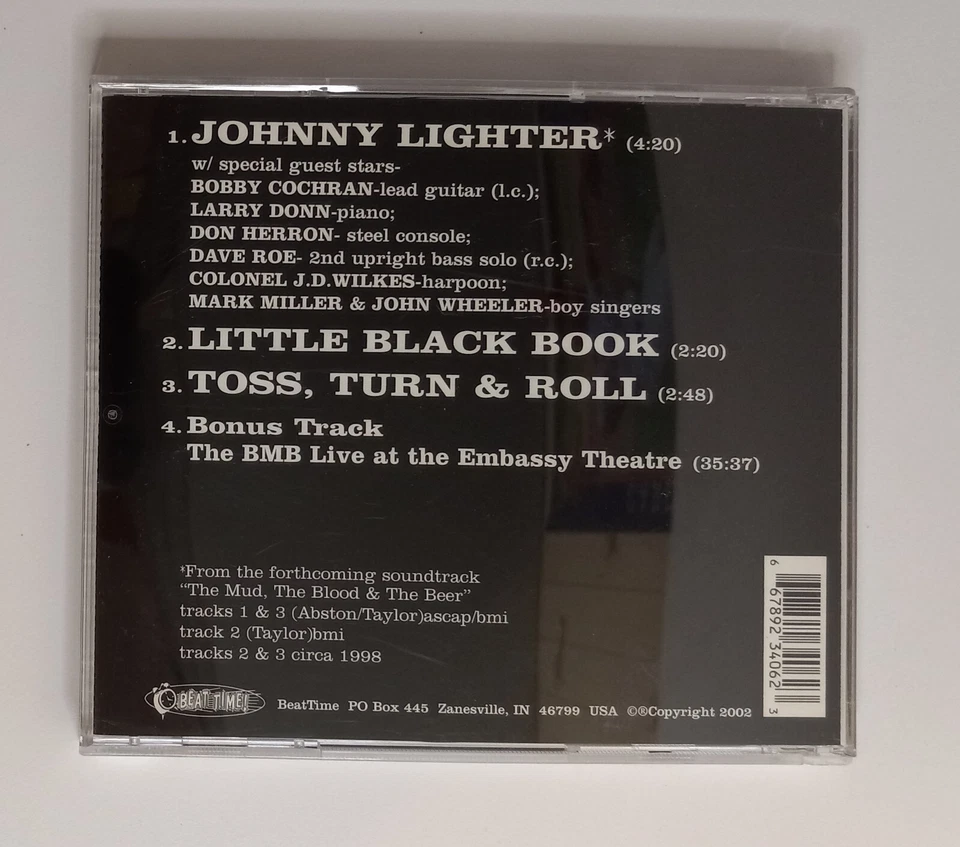 1. JOHNNY LIGHTER* (4:20)
w/ special guest stars-
BOBBY COCHRAN-lead guitar (l.c.);
LARRY DONN-piano;
DON HERRON- steel console;
DAVE ROE- 2nd upright bass solo (r.c.);
COLONEL J.D.WILKES-harpoon;
MARK MILLER & JOHN WHEELER-boy singers
2. LITTLE BLACK BOOK (2:20)
3. TOSS, TURN & ROLL (2:48)
4. Bonus Track
The BMB Live at the Embassy Theatre (35:37)
*From the forthcoming soundtrack
"The Mud, The Blood & The Beer"
tracks 1 & 3 (Abston/Taylor)ascap/bmi
track 2 (Taylor)bmi
tracks 2 & 3 circa 1998
BEAT TIME!
BeatTime PO Box 445 Zanesville, IN 46799 USA ©®Copyright 2002
6 67892 34062 3